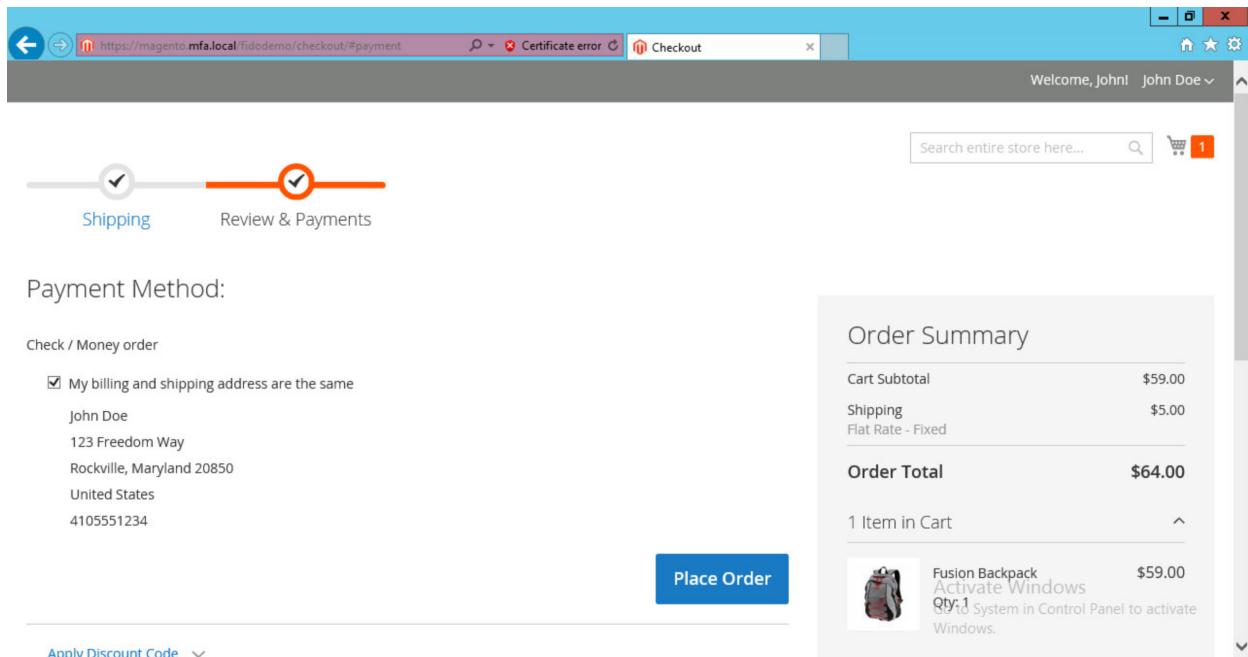 https://magento.mfa.local/fidodemo/checkout/#payment
Certificate error
Checkout
Welcome, John! John Doe
Search entire store here...
1
Shipping
Review & Payments
Payment Method:
Check / Money order
My billing and shipping address are the same
John Doe
123 Freedom Way
Rockville, Maryland 20850
United States
4105551234
Place Order
Apply Discount Code
Order Summary
Cart Subtotal $59.00
Shipping $5.00
Flat Rate - Fixed
Order Total $64.00
1 Item in Cart
Fusion Backpack $59.00
Qty: 1
Activate Windows
Go to System in Control Panel to activate
Windows.